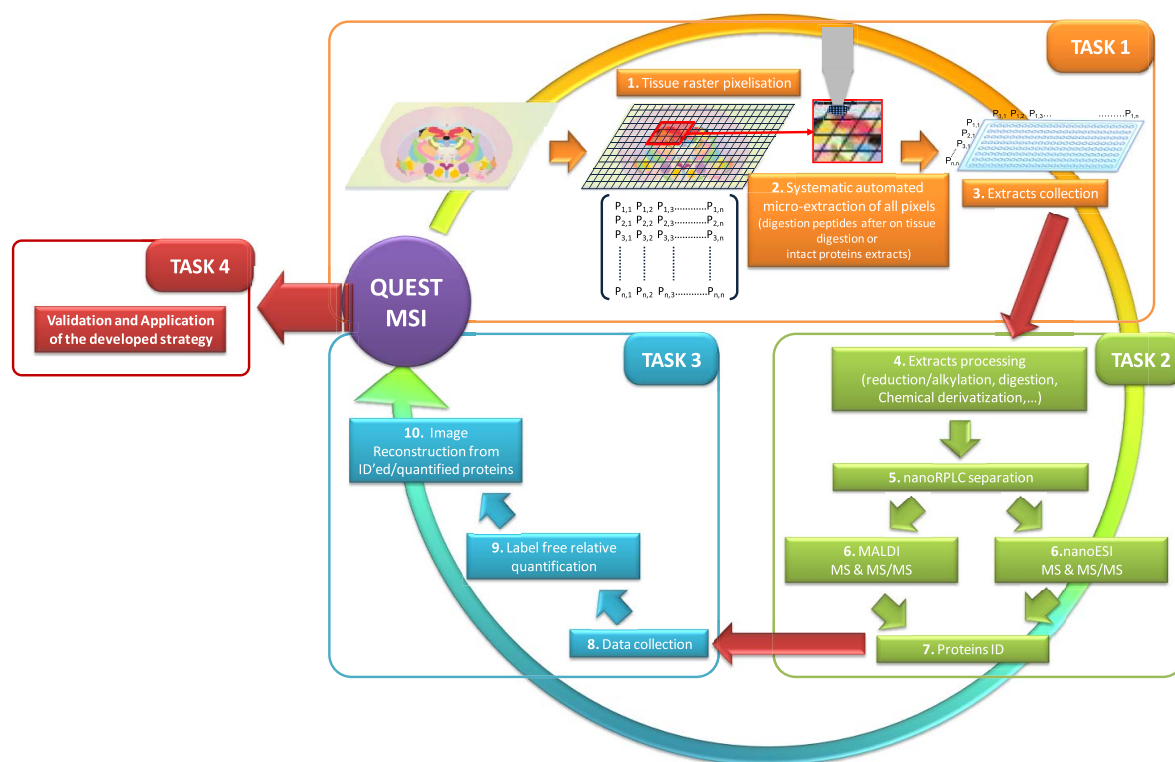 TASK 1
1. Tissue raster pixelisation
P1,1 P1,2 P1,3............P1,n
P2,1 P2,2 P2,3............P2,n
P3,1 P3,2 P3,3............P3,n
Pn,1 Pn,2 Pn,3............Pn,n
2. Systematic automated
micro-extraction of all pixels
(digestion peptides after on tissue
digestion or
intact proteins extracts)
P1,1 P1,2 P1,3... .........P1,n
P1,1
P2,1
P3,1
Pn,n
3. Extracts collection
TASK 4
Validation and Application
of the developed strategy
QUEST
MSI
TASK 3
10. Image
Reconstruction from
ID'ed/quantified proteins
9. Label free relative
quantification
8. Data collection
TASK 2
4. Extracts processing
(reduction/alkylation, digestion,
Chemical derivatization,...)
5. nanoRPLC separation
6. MALDI
MS & MS/MS
6.nanoESI
MS & MS/MS
7. Proteins ID